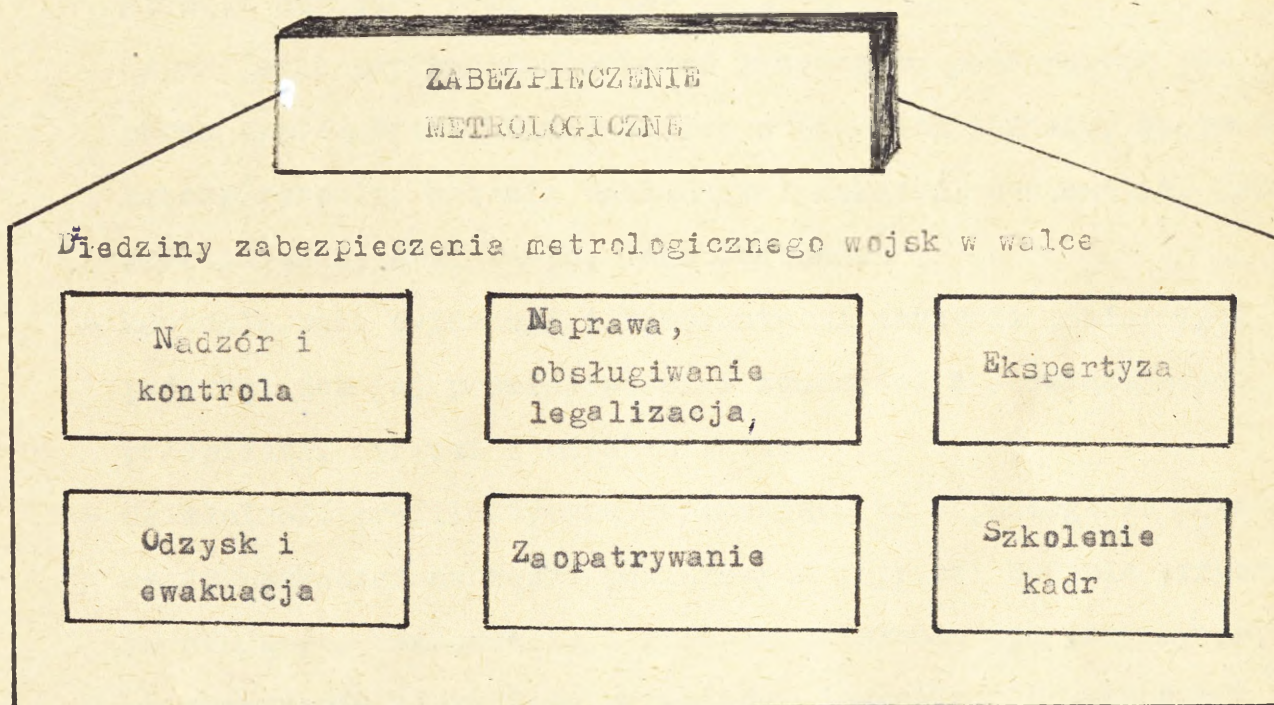 ZABEZPIECZENIE
METROLOGICZNE
Dziedziny zabezpieczenia metrologicznego wojsk w walce
Nadzór i
kontrola
Naprawa,
obsługiwanie
legalizacja,
Ekspertyza
Odzysk i
ewakuacja
Zaopatrywanie
Szkolenie
kadr